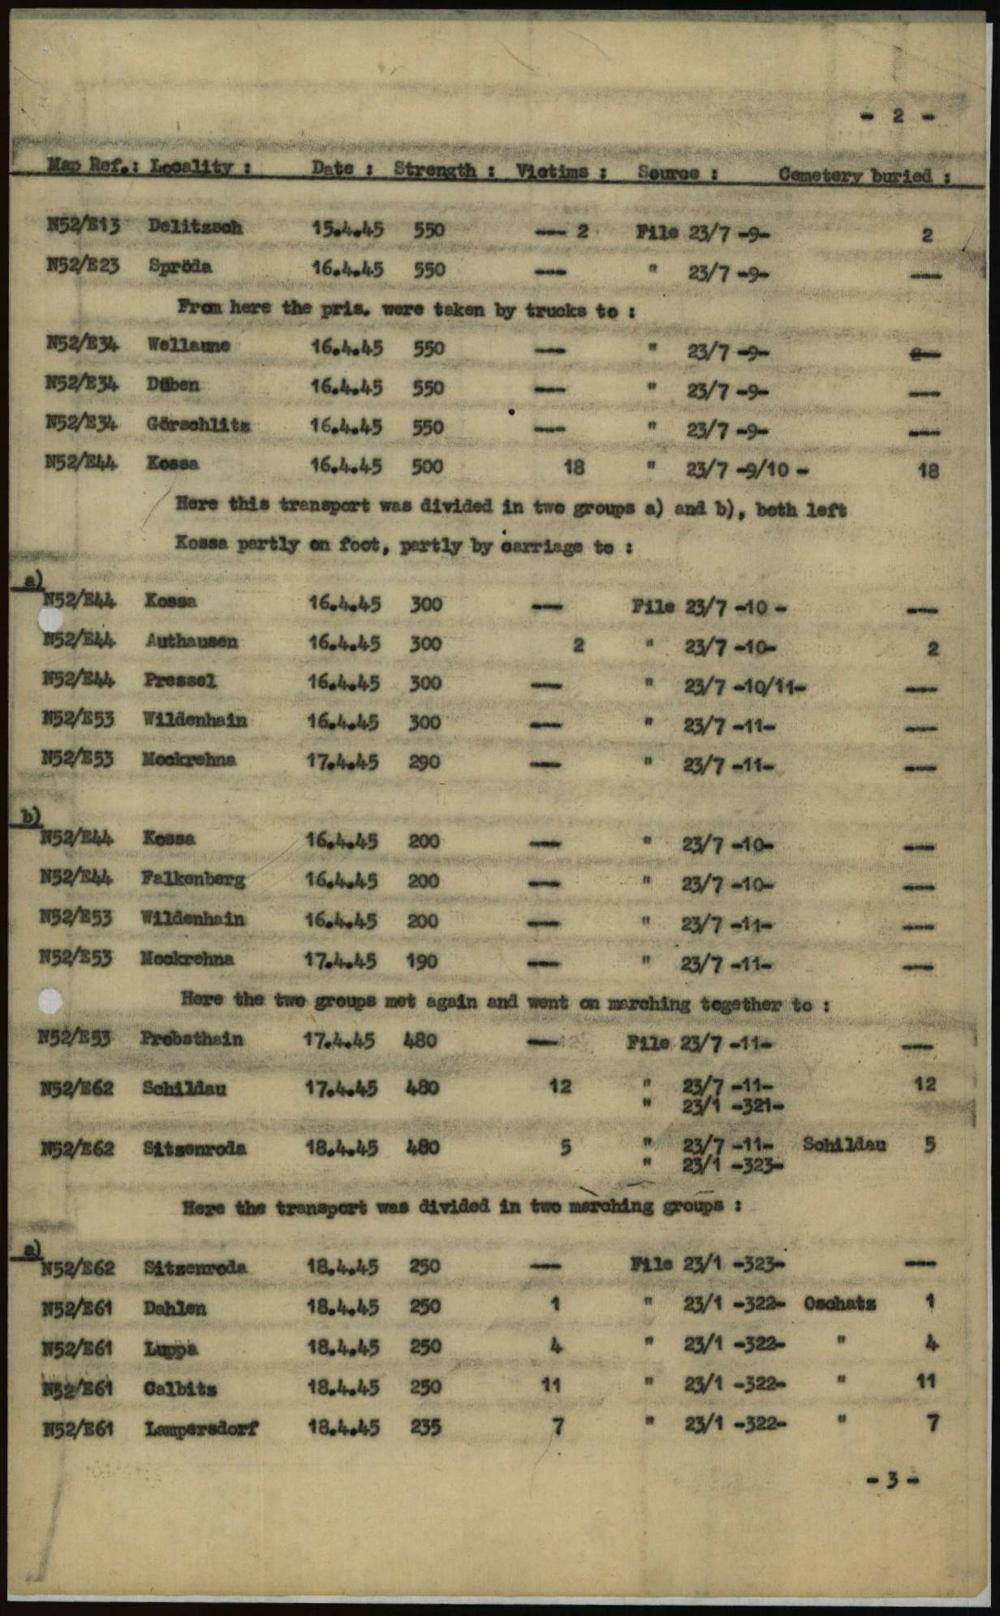 - 2 -
Map Ref.: Locality : Date : Strength : Victims : Source : Cemetery buried :
N52/E13 Delitzsch 15.4.45 550 --- 2 File 23/7 -9- 2
N52/E23 Spröda 16.4.45 550 --- " 23/7 -9- ---
From here the pris. were taken by trucks to :
N52/E34 Wellaune 16.4.45 550 --- " 23/7 -9- ---
N52/E34 Düben 16.4.45 550 --- " 23/7 -9- ---
N52/E34 Görschlitz 16.4.45 550 --- " 23/7 -9- ---
N52/E44 Kossa 16.4.45 500 18 " 23/7 -9/10 - 18
Here this transport was divided in two groups a) and b), both left
Kossa partly on foot, partly by carriage to :
a)
N52/E44 Kossa 16.4.45 300 --- File 23/7 -10 - ---
N52/E44 Authausen 16.4.45 300 2 " 23/7 -10- 2
N52/E44 Pressel 16.4.45 300 --- " 23/7 -10/11- ---
N52/E53 Wildenhain 16.4.45 300 --- " 23/7 -11- ---
N52/E53 Mockrehna 17.4.45 290 --- " 23/7 -11- ---
b)
N52/E44 Kossa 16.4.45 200 --- " 23/7 -10- ---
N52/E44 Falkenberg 16.4.45 200 --- " 23/7 -10- ---
N52/E53 Wildenhain 16.4.45 200 --- " 23/7 -11- ---
N52/E53 Mockrehna 17.4.45 190 --- " 23/7 -11- ---
Here the two groups met again and went on marching together to :
N52/E53 Probsthain 17.4.45 480 --- File 23/7 -11- ---
N52/E62 Schildau 17.4.45 480 12 " 23/7 -11- 12
" 23/1 -321-
N52/E62 Sitzenroda 18.4.45 480 5 " 23/7 -11- Schildau 5
" 23/1 -323-
Here the transport was divided in two marching groups :
a)
N52/E62 Sitzenroda 18.4.45 250 --- File 23/1 -323- ---
N52/E61 Dahlen 18.4.45 250 1 " 23/1 -322- Oschatz 1
N52/E61 Luppa 18.4.45 250 4 " 23/1 -322- " 4
N52/E61 Calbitz 18.4.45 250 11 " 23/1 -322- " 11
N52/E61 Lampersdorf 18.4.45 235 7 " 23/1 -322- " 7
- 3 -